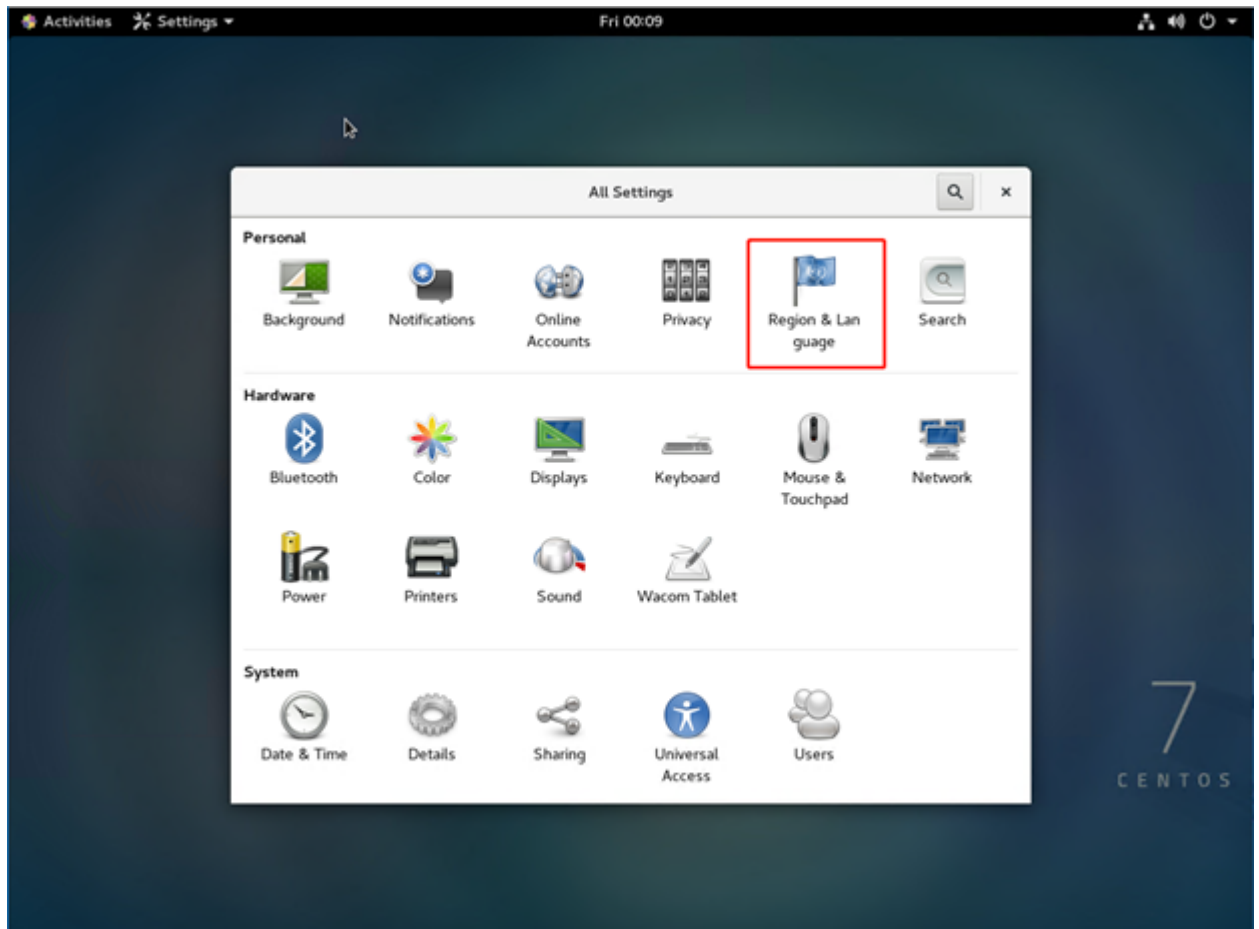 Activities Settings Fri 00:09
All Settings
Personal
Background Notifications Online Accounts Privacy Region & Lan guage Search
Hardware
Bluetooth Color Displays Keyboard Mouse & Touchpad Network
Power Printers Sound Wacom Tablet
System
Date & Time Details Sharing Universal Access Users
7
CENTOS